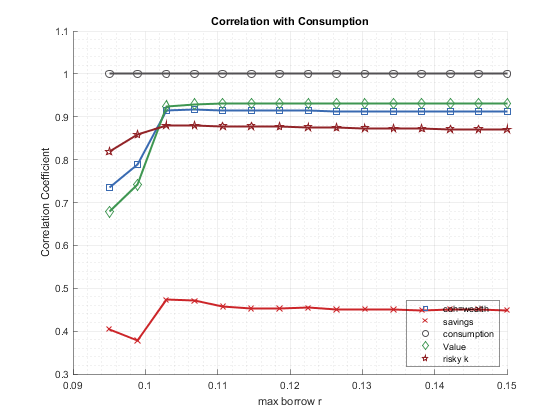 Correlation with Consumption
Correlation Coefficient
1.1
1
0.9
0.8
0.7
0.6
0.5
0.4
0.3
0.09
0.1
0.11
0.12
0.13
0.14
0.15
max borrow r
coh=wealth
savings
consumption
Value
risky k